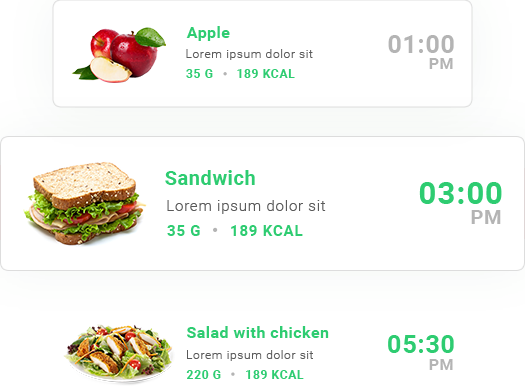 Apple
Lorem ipsum dolor sit
35 G • 189 KCAL
01:00
PM
Sandwich
Lorem ipsum dolor sit
35 G • 189 KCAL
03:00
PM
Salad with chicken
Lorem ipsum dolor sit
220 G • 189 KCAL
05:30
PM